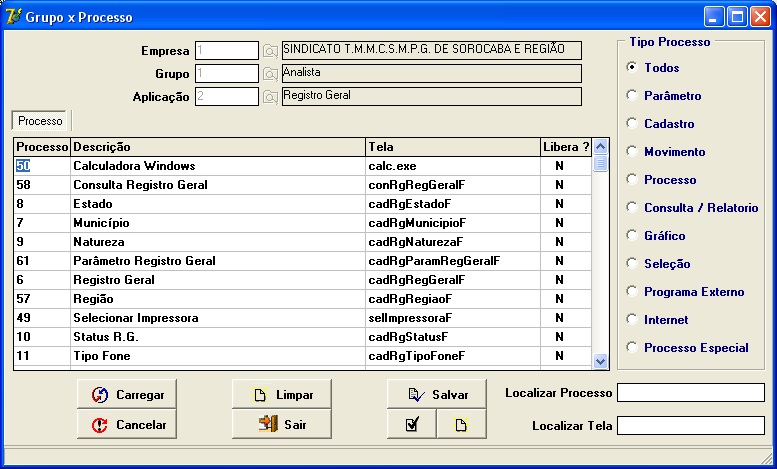 Grupo x Processo
Empresa 1 SINDICATO T.M.M.C.S.M.P.G. DE SOROCABA E REGIÃO
Grupo 1 Analista
Aplicação 2 Registro Geral
Processo
Processo Descrição Tela Libera ?
50 Calculadora Windows calc.exe N
58 Consulta Registro Geral conRgRegGeralF N
8 Estado cadRgEstadoF N
7 Município cadRgMunicipioF N
9 Natureza cadRgNaturezaF N
61 Parâmetro Registro Geral cadRgParamRegGeralF N
6 Registro Geral cadRgRegGeralF N
57 Região cadRgRegiaoF N
49 Selecionar Impressora selImpressoraF N
10 Status R.G. cadRgStatusF N
11 Tipo Fone cadRgTipoFoneF N
Tipo Processo
Todos
Parâmetro
Cadastro
Movimento
Processo
Consulta / Relatorio
Gráfico
Seleção
Programa Externo
Internet
Processo Especial
Carregar Limpar Salvar Localizar Processo
Cancelar Sair Localizar Tela